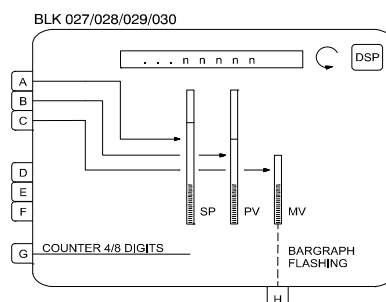 BLK 027/028/029/030
. . . n n n n n
DSP
A
B
C
D
E
F
SP
PV
MV
G
COUNTER 4/8 DIGITS
BARGRAPH
FLASHING
H